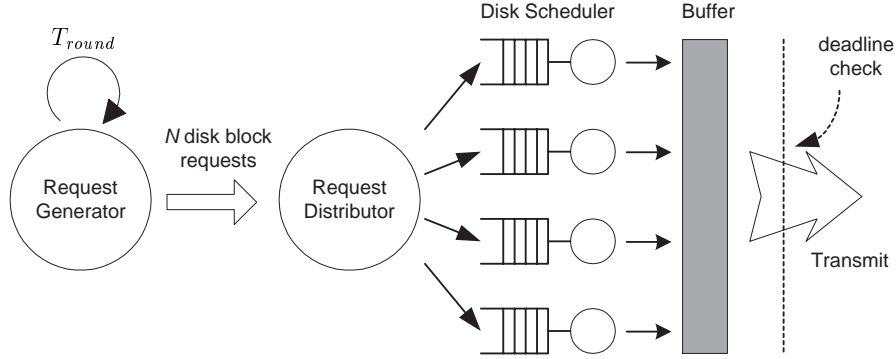 Disk Scheduler
Buffer
T_round
deadline
check
N disk block
requests
Request
Generator
Request
Distributor
Transmit